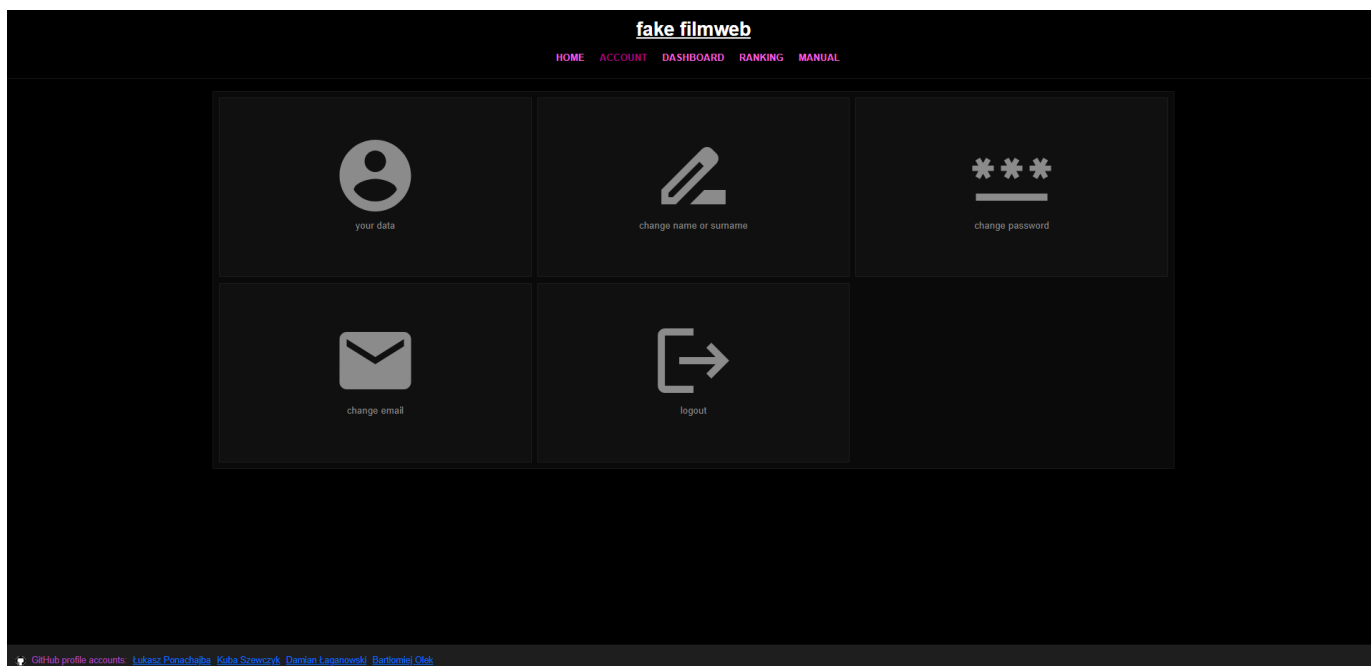 fake filmweb
HOME ACCOUNT DASHBOARD RANKING MANUAL
your data
change name or surname
change password
change email
logout
GitHub profile accounts: Łukasz Ponachajba Kuba Szewczyk Damian Łaganowski Bartłomiej Olek